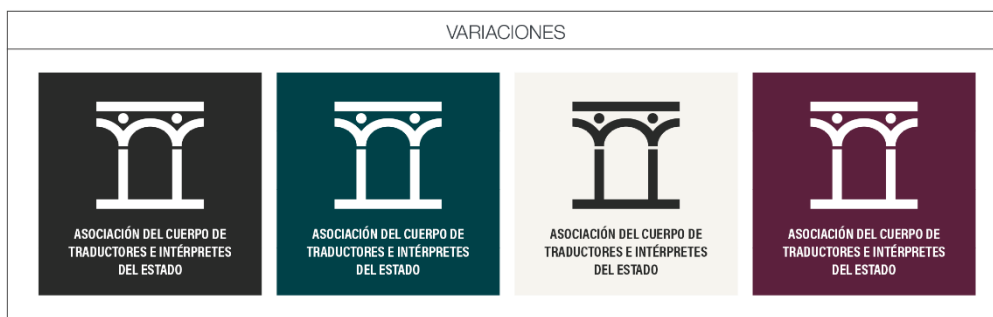 VARIACIONES
ASOCIACIÓN DEL CUERPO DE
TRADUCTORES E INTÉRPRETES
DEL ESTADO
ASOCIACIÓN DEL CUERPO DE
TRADUCTORES E INTÉRPRETES
DEL ESTADO
ASOCIACIÓN DEL CUERPO DE
TRADUCTORES E INTÉRPRETES
DEL ESTADO
ASOCIACIÓN DEL CUERPO DE
TRADUCTORES E INTÉRPRETES
DEL ESTADO